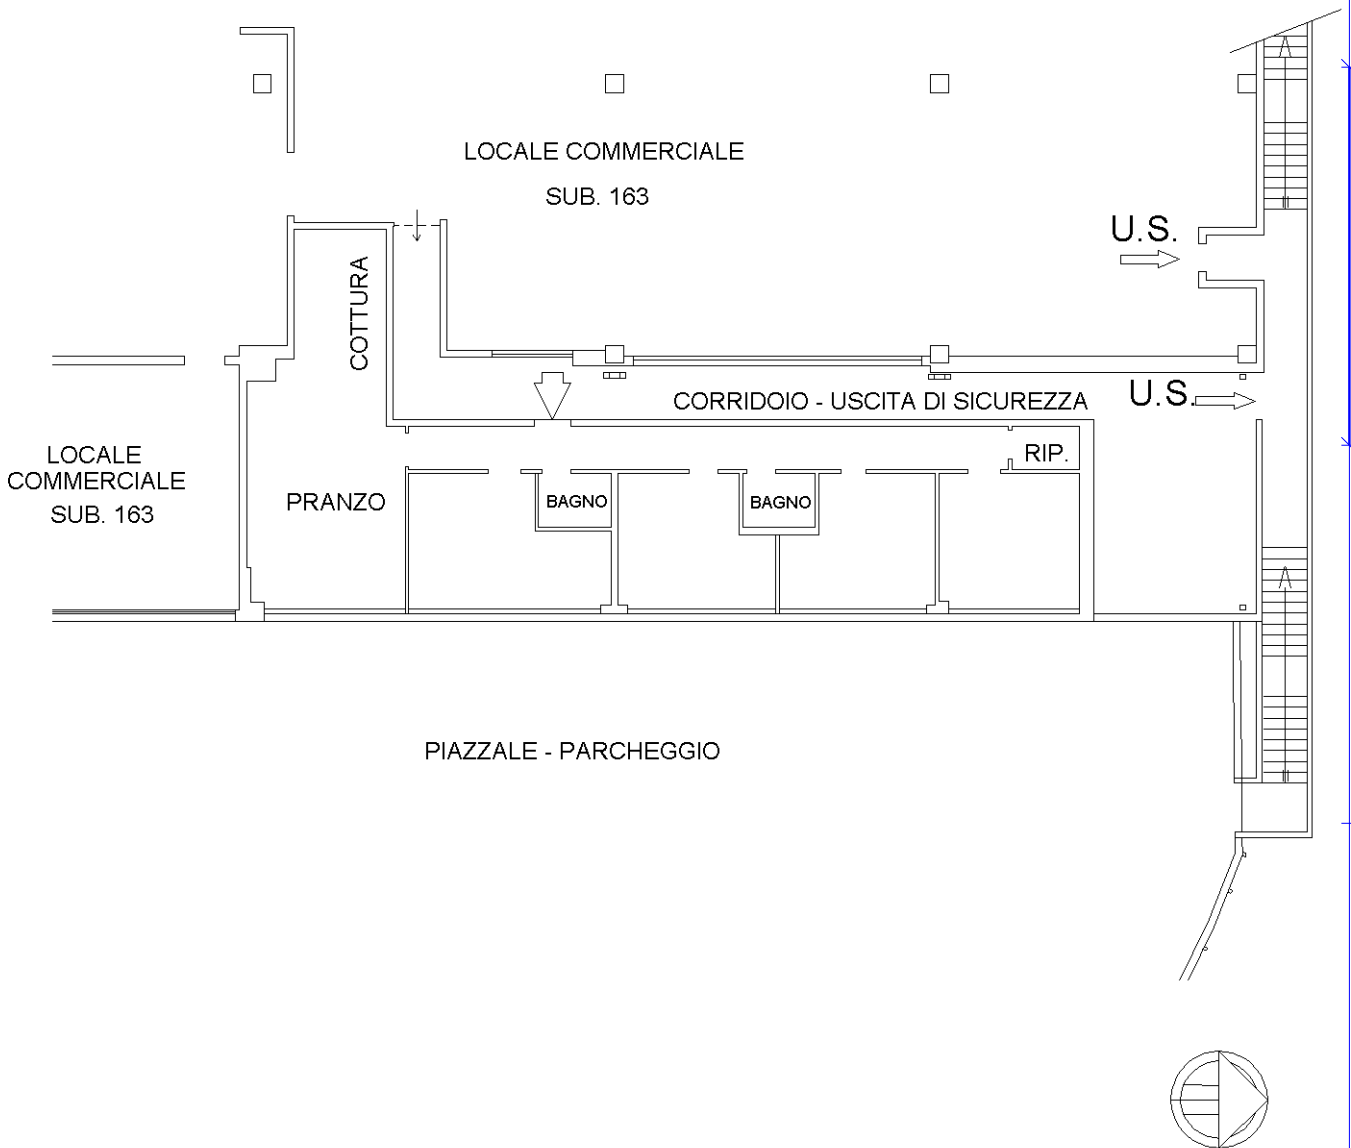 LOCALE COMMERCIALE
SUB. 163
U.S.
COTTURA
U.S.
CORRIDOIO - USCITA DI SICUREZZA
RIP.
LOCALE
COMMERCIALE
SUB. 163
PRANZO
BAGNO
BAGNO
PIAZZALE - PARCHEGGIO